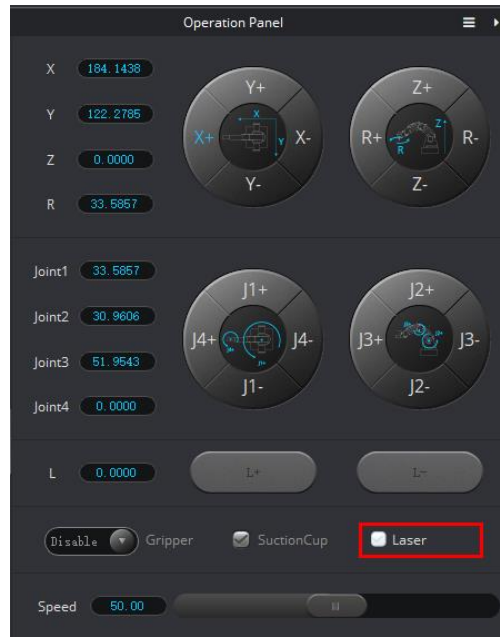 Operation Panel
X 184.1438
Y 122.2785
Z 0.0000
R 33.5857
Y+
X+ X-
Y-
X
Y
Z+
R+ R-
Z-
Z
R
Joint1 33.5857
Joint2 30.9606
Joint3 51.9543
Joint4 0.0000
J1+
J4+ J4-
J1-
J2+
J3+ J3-
J2-
L 0.0000 L+ L-
Disable Gripper SuctionCup Laser
Speed 50.00